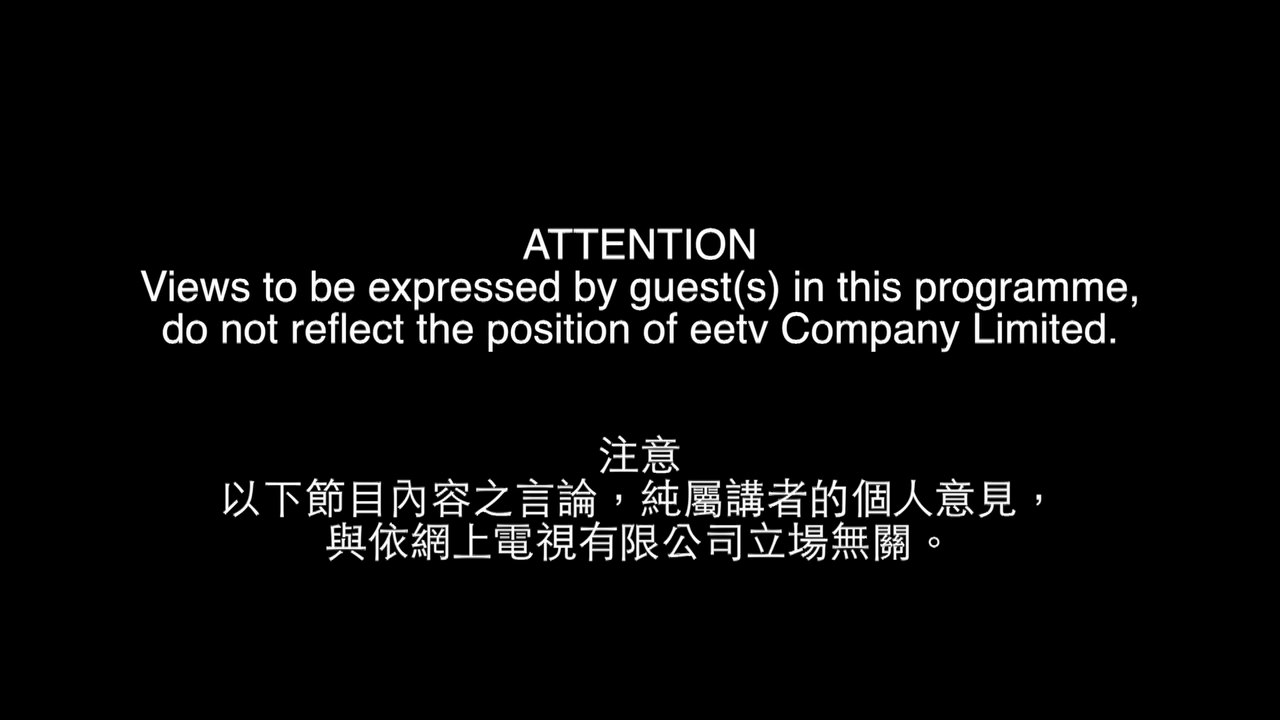 ATTENTION
Views to be expressed by guest(s) in this programme,
do not reflect the position of eetv Company Limited.
注意
以下節目內容之言論，純屬講者的個人意見，
與依網上電視有限公司立場無關。